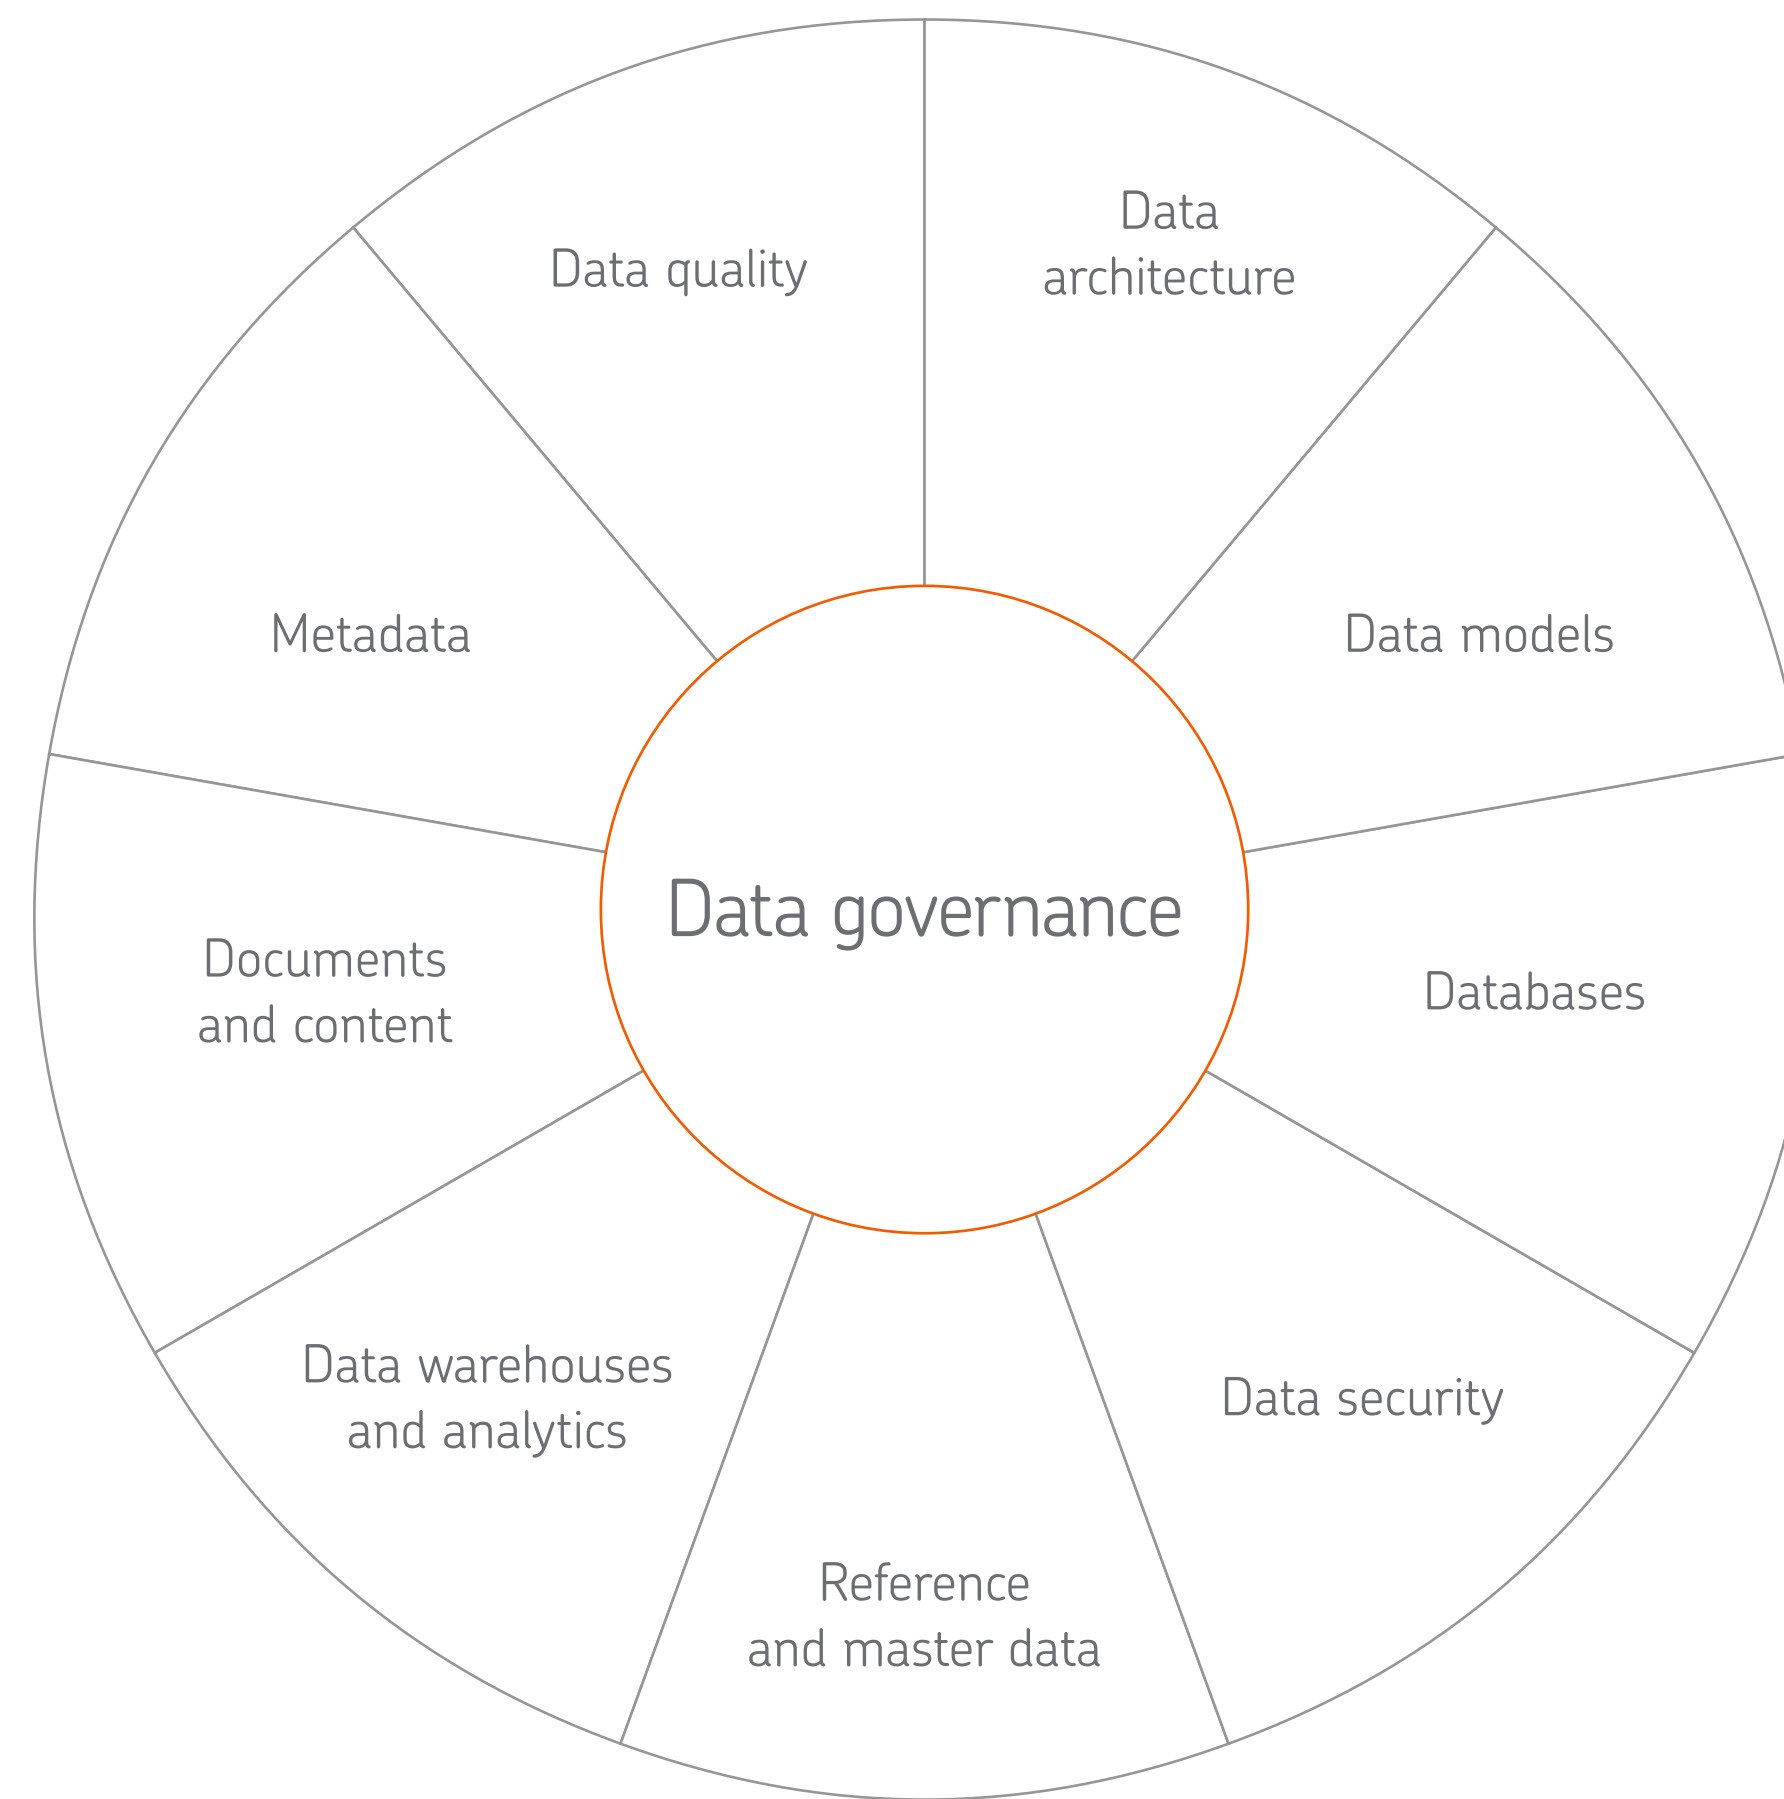 Data
architecture
Data models
Databases
Data security
Reference
and master data
Data warehouses
and analytics
Documents
and content
Metadata
Data quality
Data governance